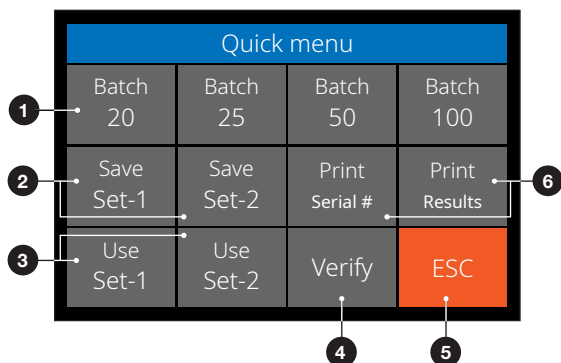 Quick menu
Batch Batch Batch Batch
1 20 25 50 100
2 Save Save Print Print 6
Set-1 Set-2 Serial # Results
3 Use Use Verify ESC
Set-1 Set-2
4 5